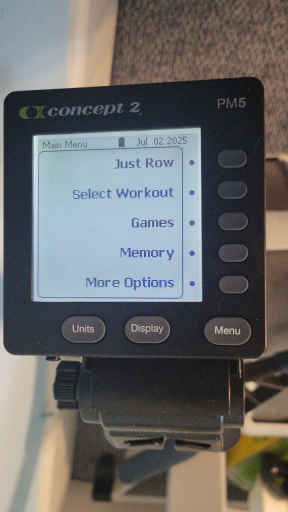 concept 2
PM5
Main Menu Jul 02 2025
Just Row
Select Workout
Games
Memory
More Options
Units
Display
Menu